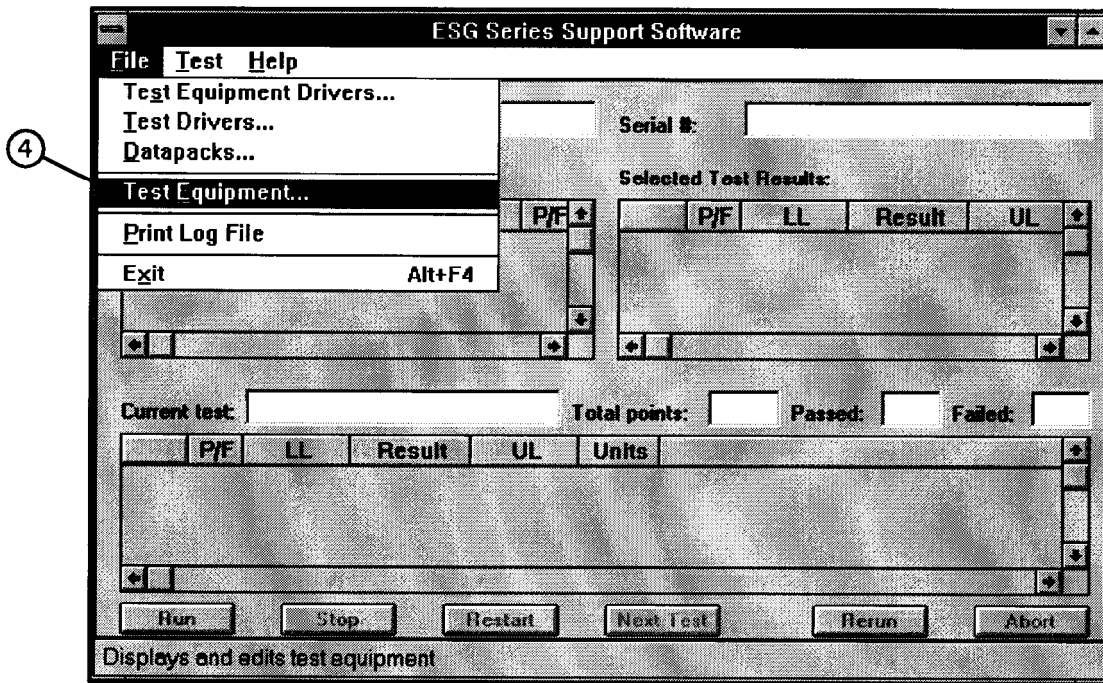 ESG Series Support Software
File Test Help
Test Equipment Drivers...
Test Drivers...
Datapacks...
Test Equipment...
Print Log File
Exit Alt+F4
4
Serial #:
Selected Test Results:
P/F
P/F LL Result UL
Current test: Total points: Passed: Failed:
P/F LL Result UL Units
Run Stop Restart Next Test Rerun Abort
Displays and edits test equipment